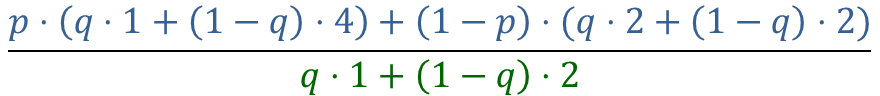 p · (q · 1 + (1 − q) · 4) + (1 − p) · (q · 2 + (1 − q) · 2)
q · 1 + (1 − q) · 2